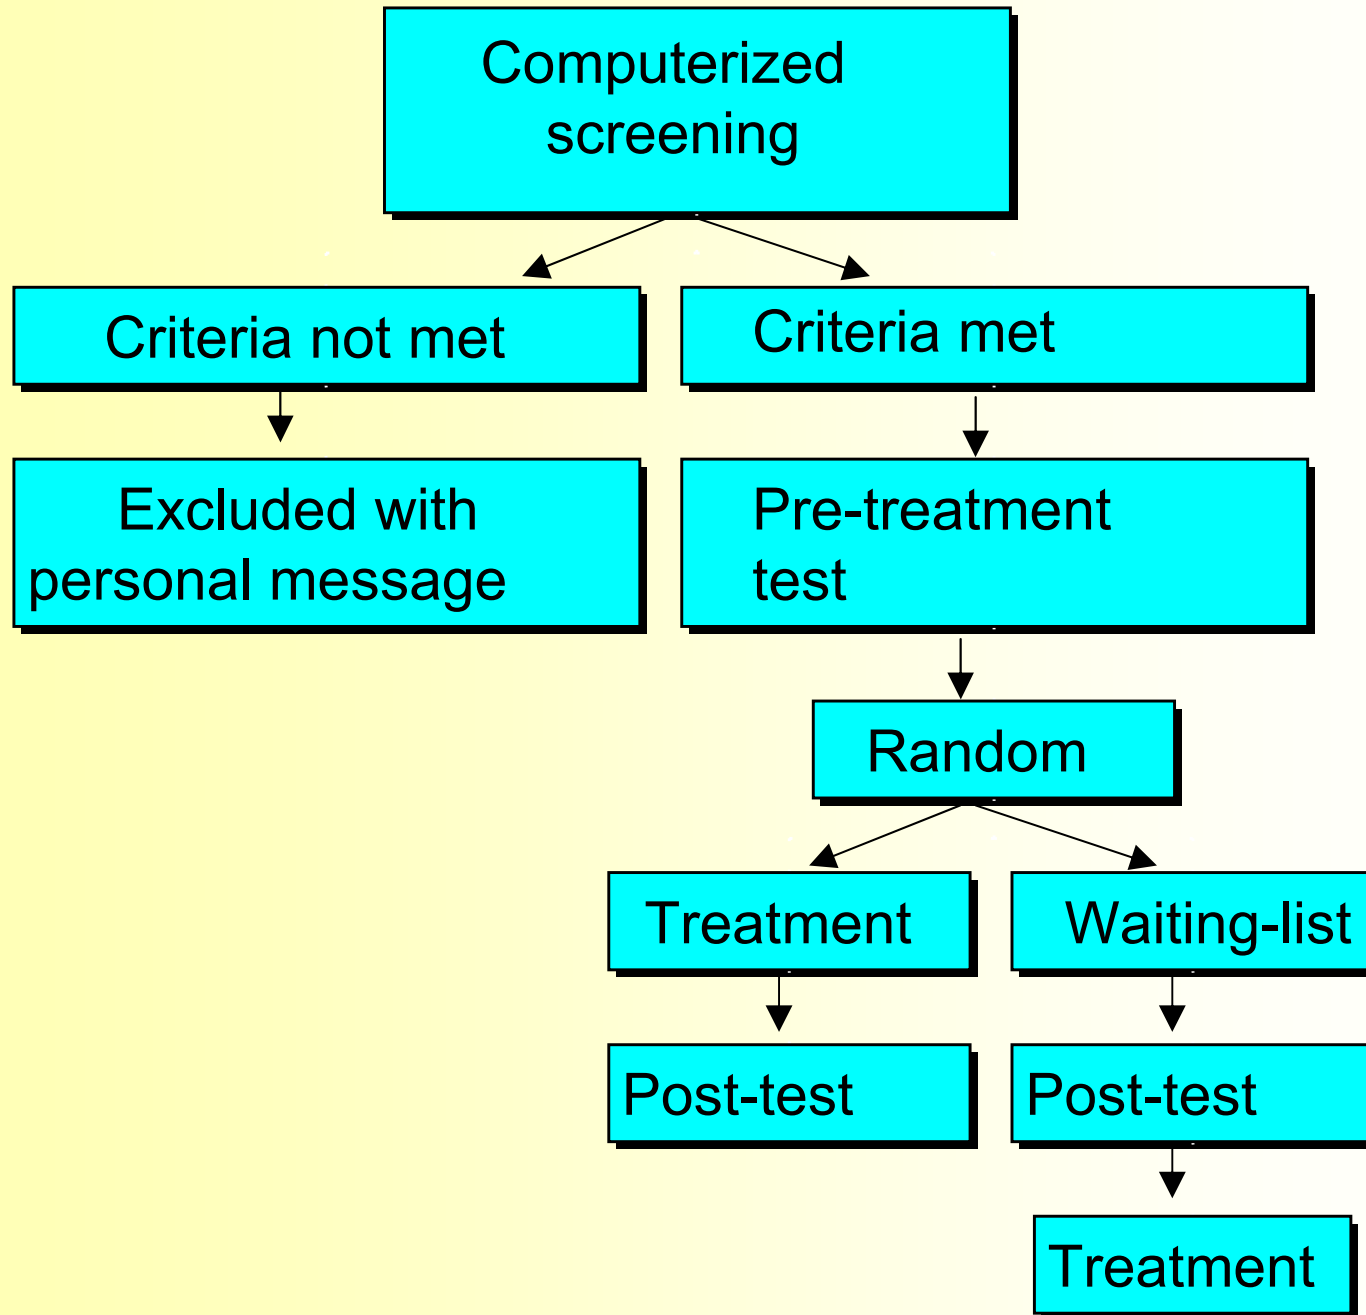 Computerized
screening
Criteria not met
Criteria met
Excluded with
personal message
Pre-treatment
test
Random
Treatment
Waiting-list
Post-test
Post-test
Treatment